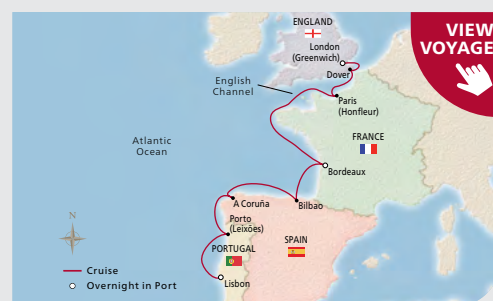 ENGLAND
VIEW
VOYAGE
London
(Greenwich)
Dover
English
Channel
Paris
(Honfleur)
Atlantic
Ocean
FRANCE
Bordeaux
A Coruña
Bilbao
Porto
(Leixões)
N
PORTUGAL
SPAIN
Cruise
Overnight in Port
Lisbon